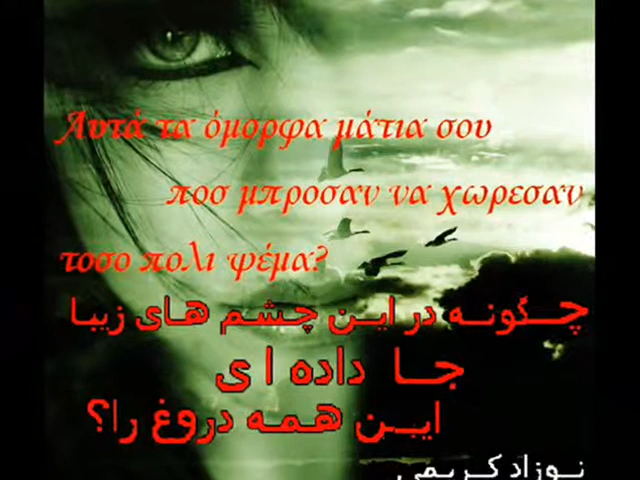 Αυτά τα όμορφα μάτια σου
ποσ μπροσαν να χωρεσαν
τοσο πολι ψέμα?
چگونه در این چشم های زیبا
جا داده ای
این همه دروغ را؟
نوزاد کریمی